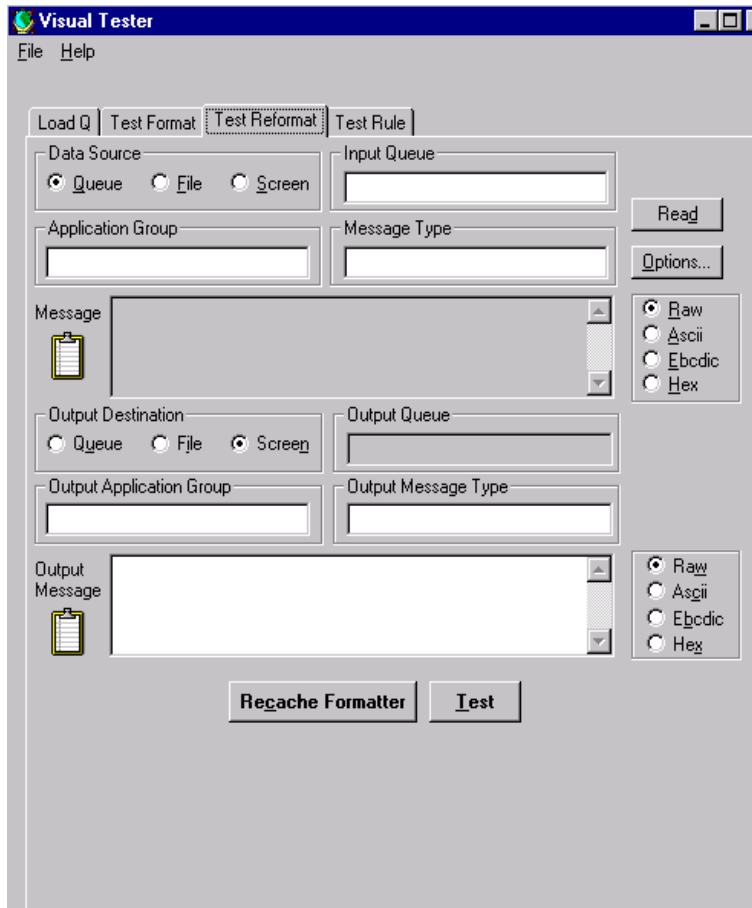 Visual Tester
File Help
Load Q Test Format Test Reformat Test Rule
Data Source
Queue File Screen
Input Queue
Read
Application Group
Message Type
Options...
Message
Raw
Ascii
Ebcdic
Hex
Output Destination
Queue File Screen
Output Queue
Output Application Group
Output Message Type
Output
Message
Raw
Ascii
Ebcdic
Hex
Recache Formatter Test